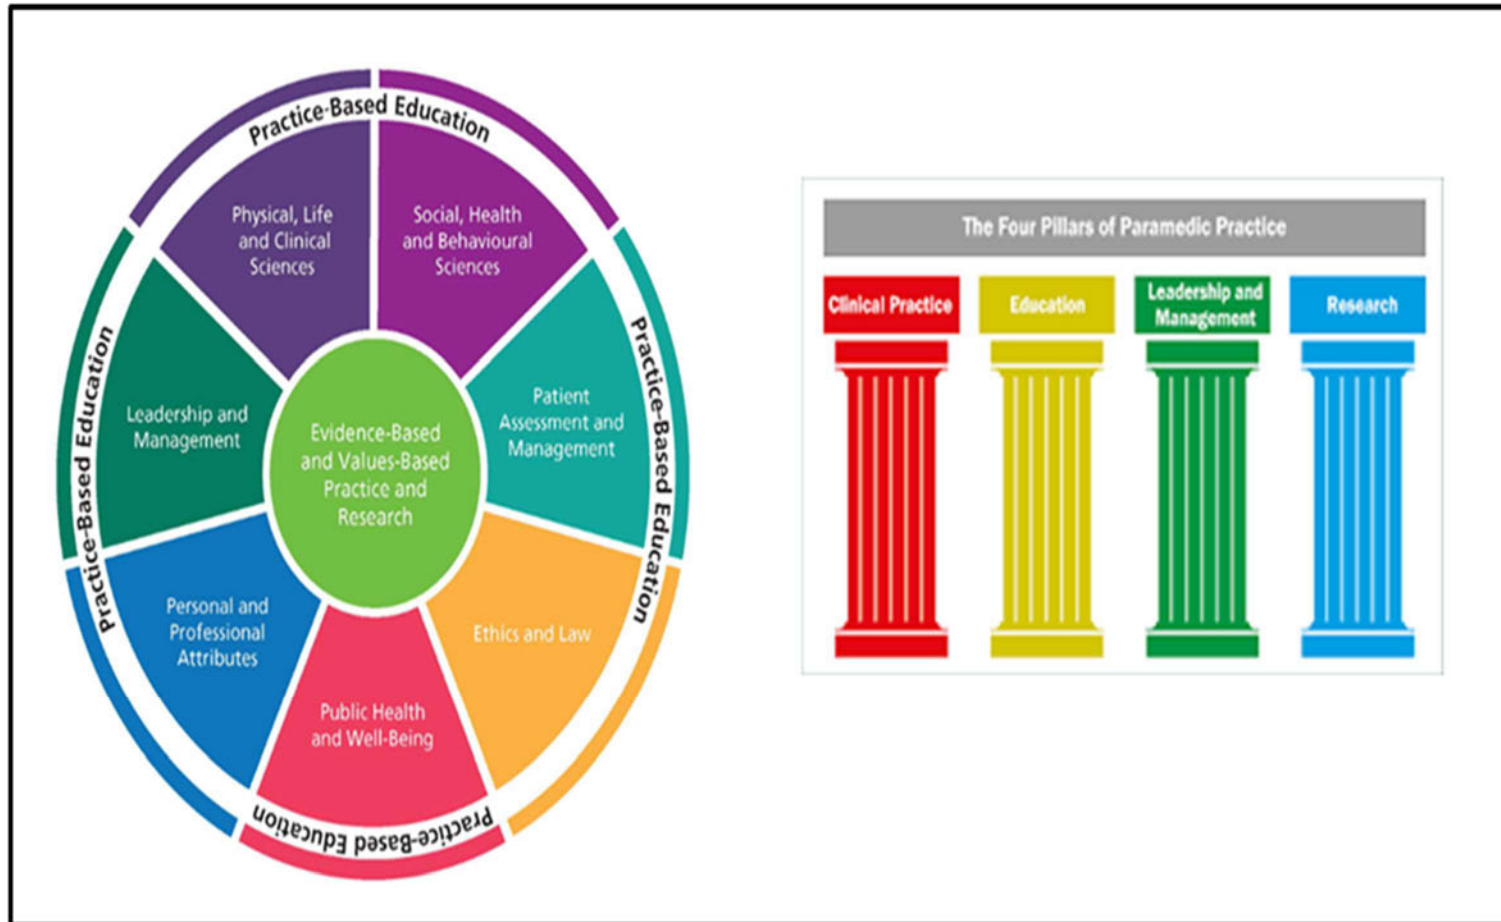 Practice-Based Education
Physical, Life
and Clinical
Sciences
Social, Health
and Behavioural
Sciences
Practice-Based Education
Leadership and
Management
Evidence-Based
and Values-Based
Practice and
Research
Patient
Assessment and
Management
Practice-Based Education
Personal and
Professional
Attributes
Ethics and Law
Public Health
and Well-Being
Practice-Based Education
The Four Pillars of Paramedic Practice
Clinical Practice
Education
Leadership and
Management
Research